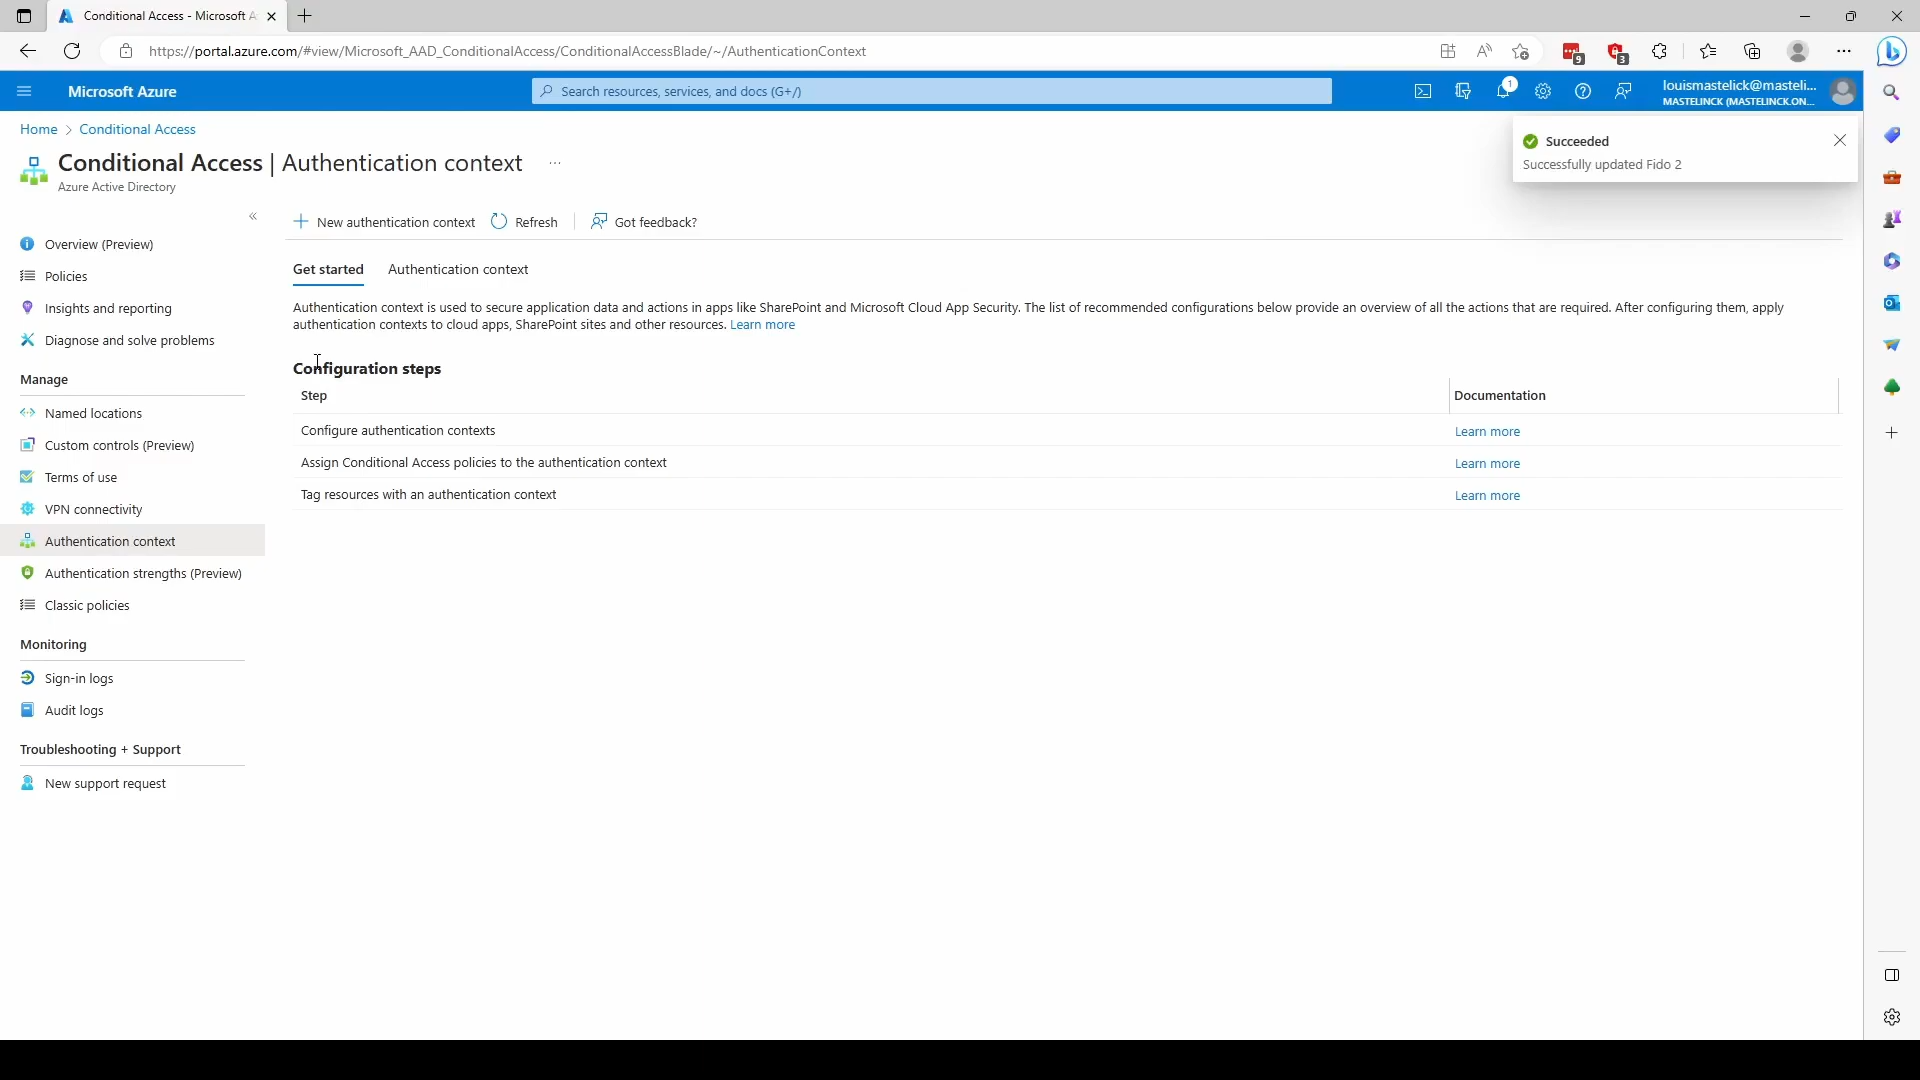 Conditional Access - Microsoft A
https://portal.azure.com/#view/Microsoft_AAD_ConditionalAccess/ConditionalAccessBlade/~/AuthenticationContext
9
3
Microsoft Azure
Search resources, services, and docs (G+/)
1
louismastelick@masteli...
MASTELINCK (MASTELINCK.ON...
Home > Conditional Access
Conditional Access | Authentication context ...
Azure Active Directory
Succeeded
Successfully updated Fido 2
«
New authentication context
Refresh
Got feedback?
Overview (Preview)
Policies
Insights and reporting
Diagnose and solve problems
Manage
Named locations
Custom controls (Preview)
Terms of use
VPN connectivity
Authentication context
Authentication strengths (Preview)
Classic policies
Monitoring
Sign-in logs
Audit logs
Troubleshooting + Support
New support request
Get started
Authentication context
Authentication context is used to secure application data and actions in apps like SharePoint and Microsoft Cloud App Security. The list of recommended configurations below provide an overview of all the actions that are required. After configuring them, apply
authentication contexts to cloud apps, SharePoint sites and other resources. Learn more
Configuration steps
Step Documentation
Configure authentication contexts Learn more
Assign Conditional Access policies to the authentication context Learn more
Tag resources with an authentication context Learn more